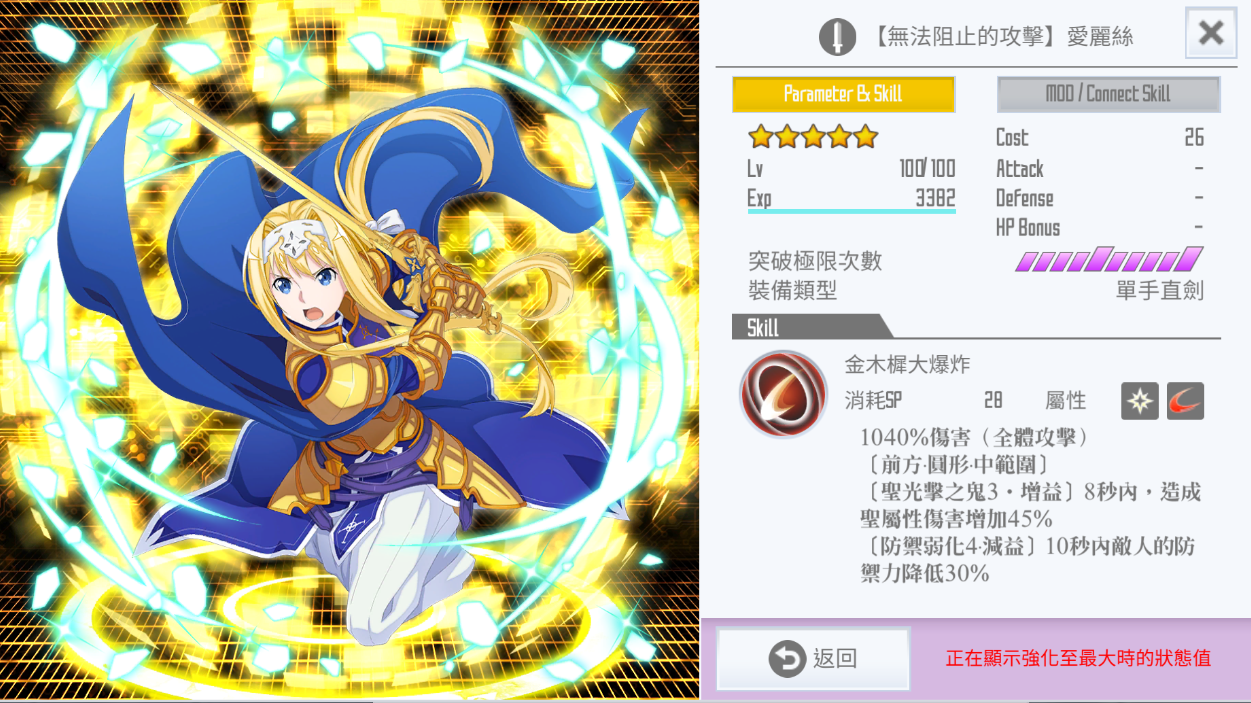 【無法阻止的攻擊】愛麗絲
Parameter & Skill
MOD / Connect Skill
Lv 100/100
Exp 3382
Cost 26
Attack -
Defense -
HP Bonus -
突破極限次數
裝備類型 單手直劍
Skill
金木樨大爆炸
消耗SP 28 屬性
1040%傷害（全體攻擊）
〔前方·圓形·中範圍〕
〔聖光擊之鬼3・增益〕8秒內，造成
聖屬性傷害增加45%
〔防禦弱化4·減益〕10秒內敵人的防
禦力降低30%
返回
正在顯示強化至最大時的狀態值